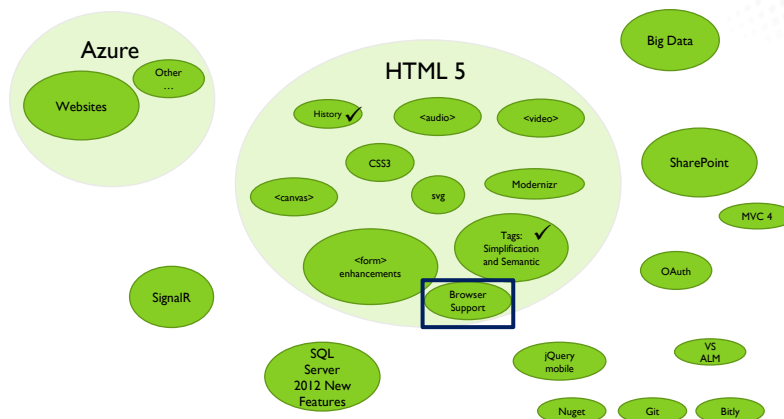 Azure
Other
…
Websites
HTML 5
Big Data
History
<audio>
<video>
CSS3
SharePoint
Modernizr
<canvas>
svg
MVC 4
Tags:
Simplification
and Semantic
<form>
enhancements
OAuth
SignalR
Browser
Support
SQL
Server
2012 New
Features
jQuery
mobile
VS
ALM
Nuget
Git
Bitly